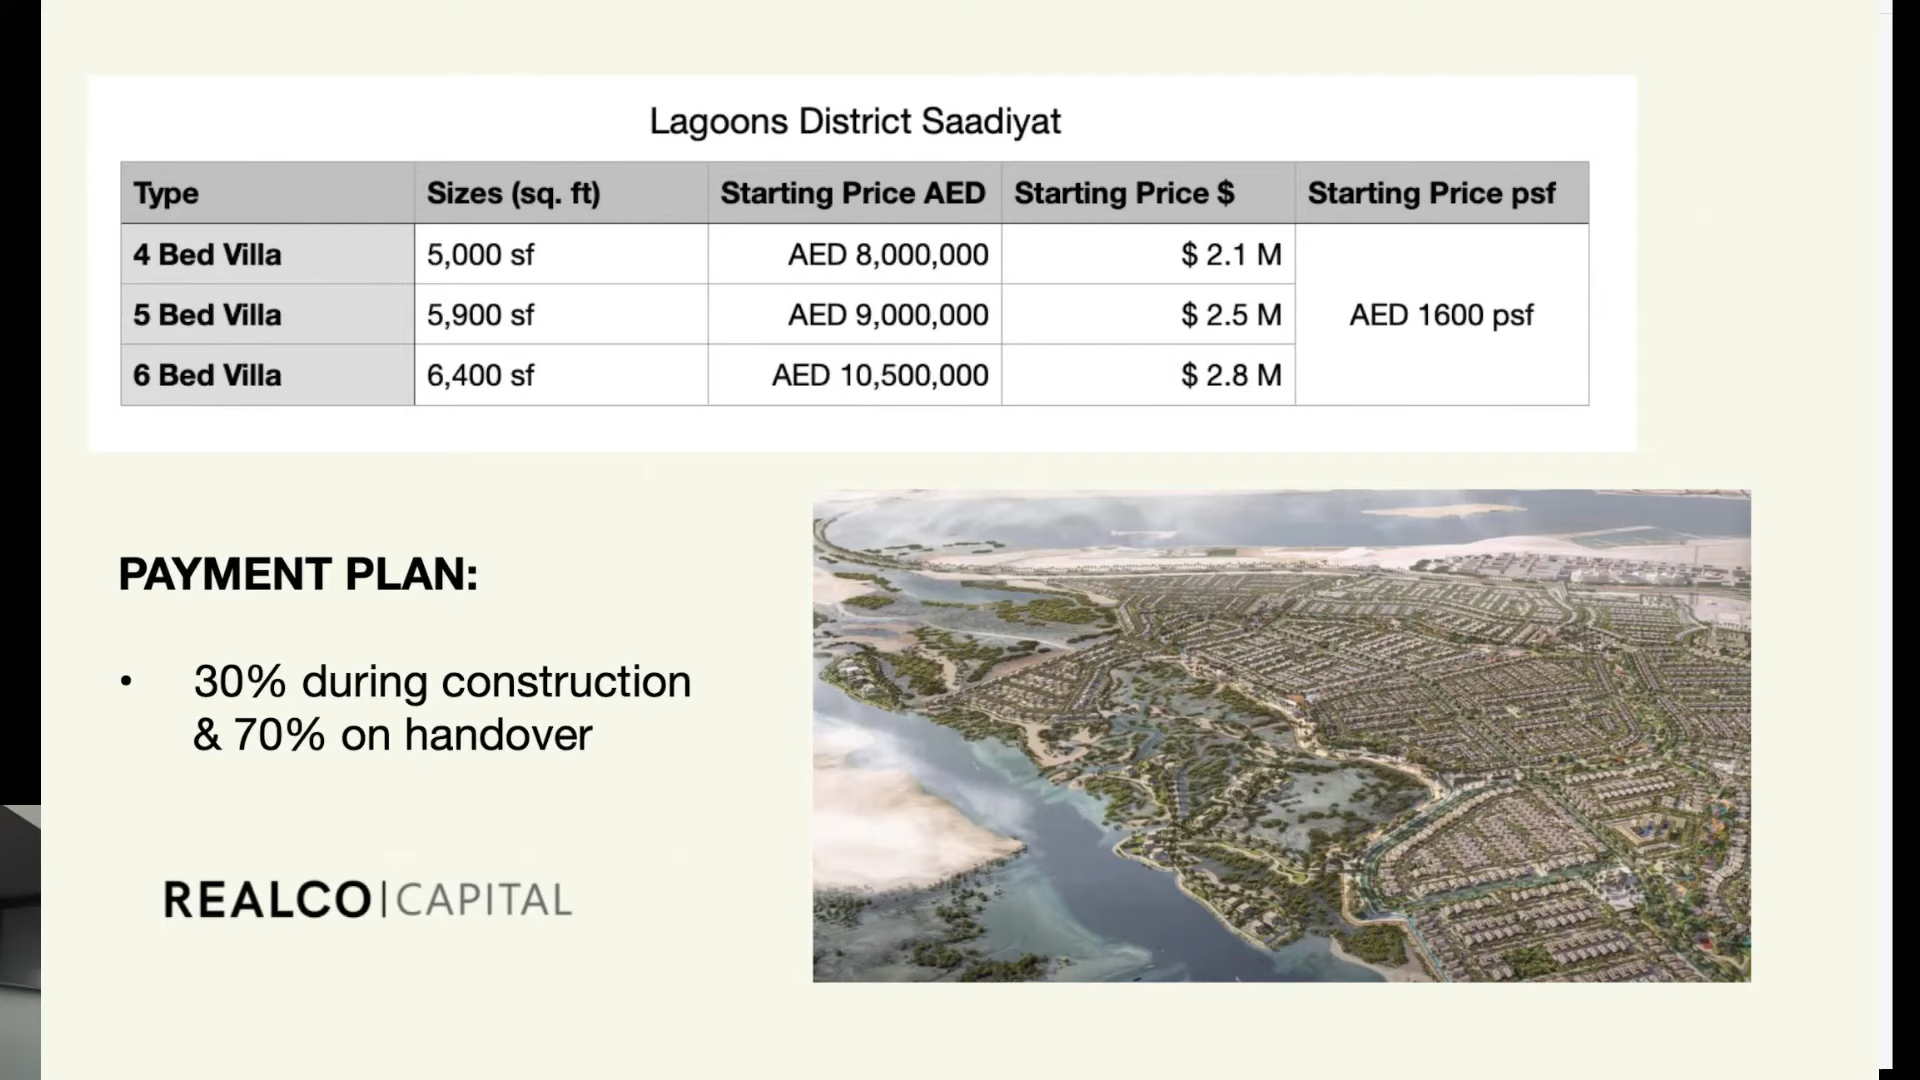 Lagoons District Saadiyat
Type Sizes (sq. ft) Starting Price AED Starting Price $ Starting Price psf
4 Bed Villa 5,000 sf AED 8,000,000 $ 2.1 M
5 Bed Villa 5,900 sf AED 9,000,000 $ 2.5 M AED 1600 psf
6 Bed Villa 6,400 sf AED 10,500,000 $ 2.8 M
PAYMENT PLAN:
• 30% during construction
& 70% on handover
REALCO|CAPITAL